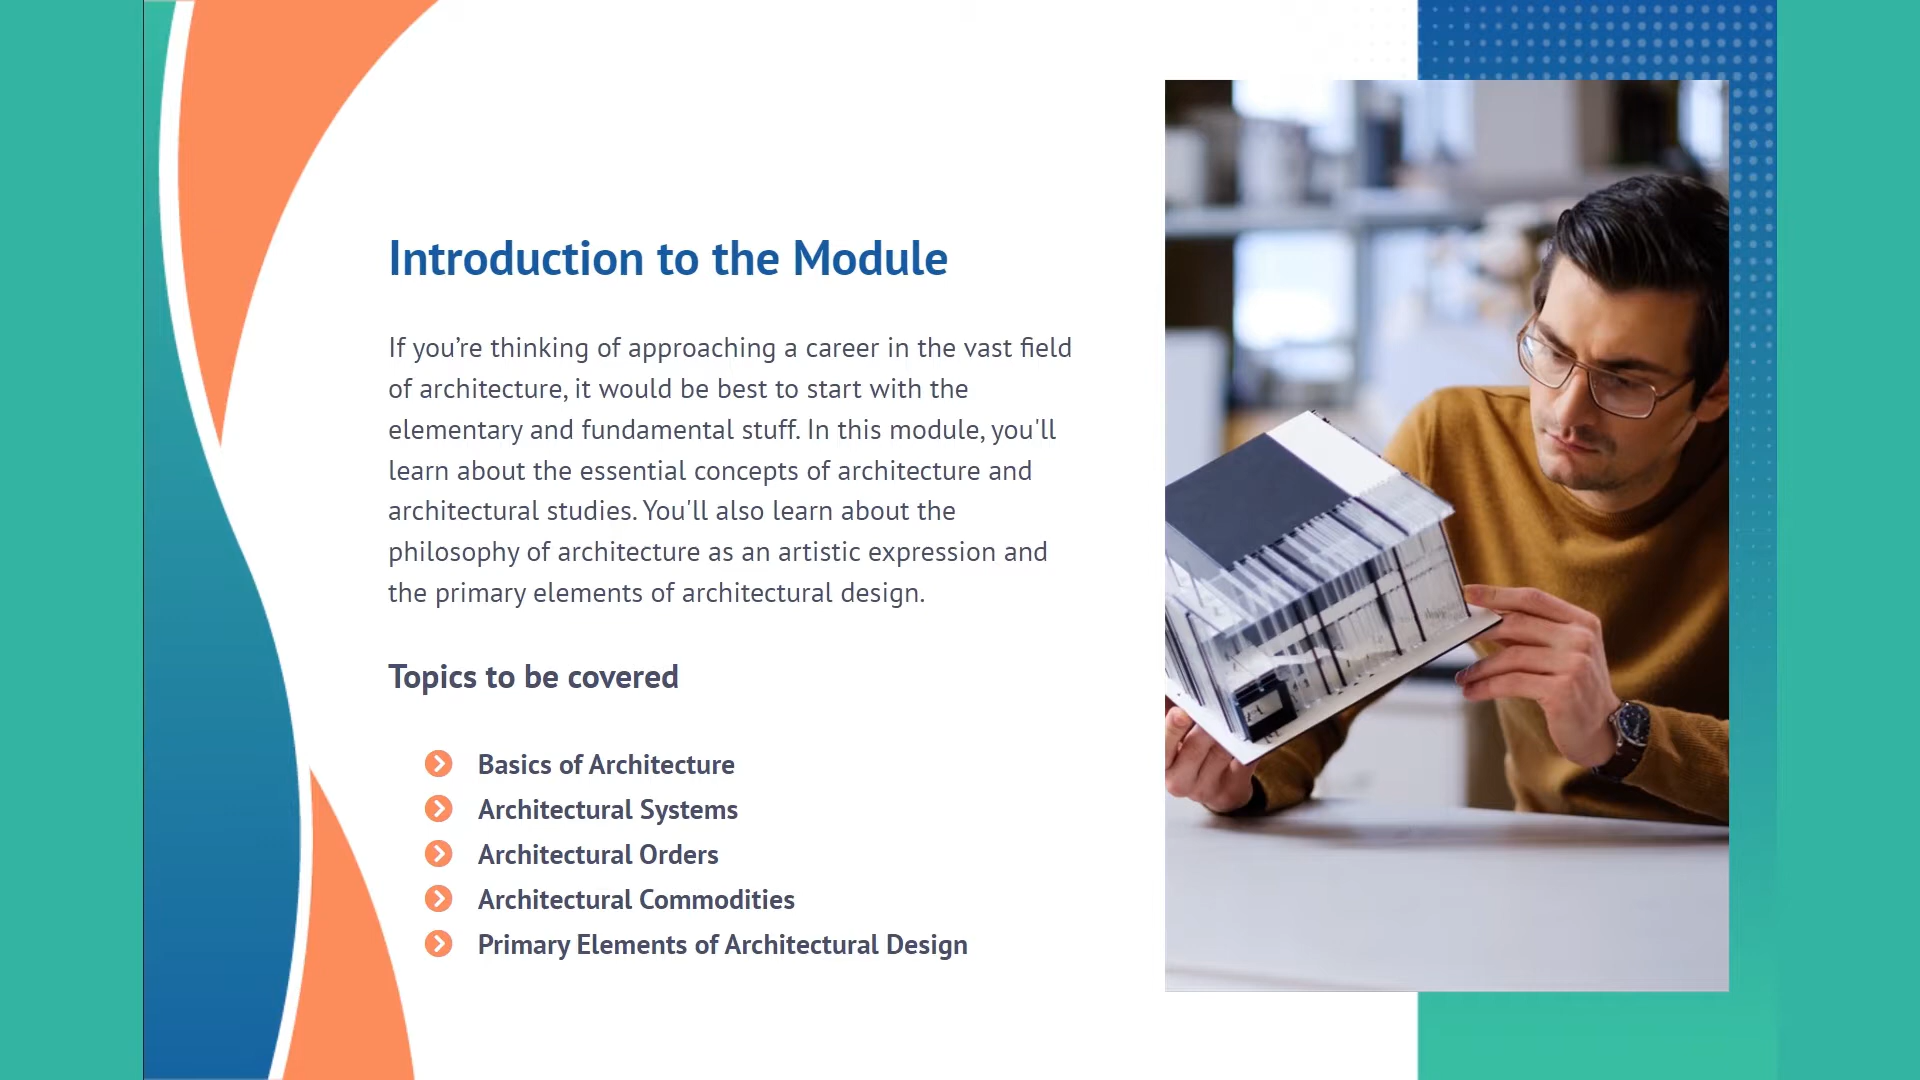 Introduction to the Module
If you’re thinking of approaching a career in the vast field
of architecture, it would be best to start with the
elementary and fundamental stuff. In this module, you'll
learn about the essential concepts of architecture and
architectural studies. You'll also learn about the
philosophy of architecture as an artistic expression and
the primary elements of architectural design.
Topics to be covered
Basics of Architecture
Architectural Systems
Architectural Orders
Architectural Commodities
Primary Elements of Architectural Design